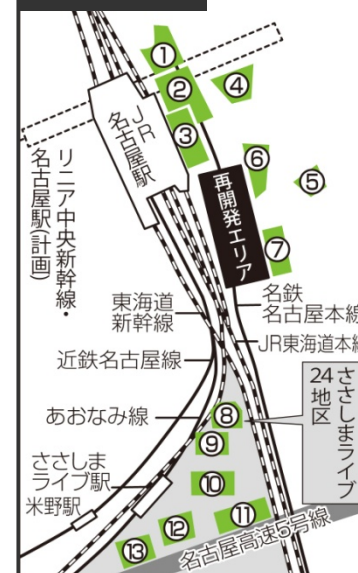 ①
②
③
④
JR
名古屋駅
リニア中央新幹線・
名古屋駅(計画)
⑤
⑥
再開発エリア
⑦
東海道
新幹線
名鉄
名古屋本線
JR東海道本線
近鉄名古屋線
ささしまライブ
24地区
あおなみ線
⑧
⑨
ささしま
ライブ駅
⑩
米野駅
⑪
⑫
⑬
名古屋高速5号線